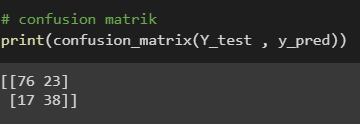 # confusion matrik
print(confusion_matrix(Y_test , y_pred))
[[76 23]
 [17 38]]